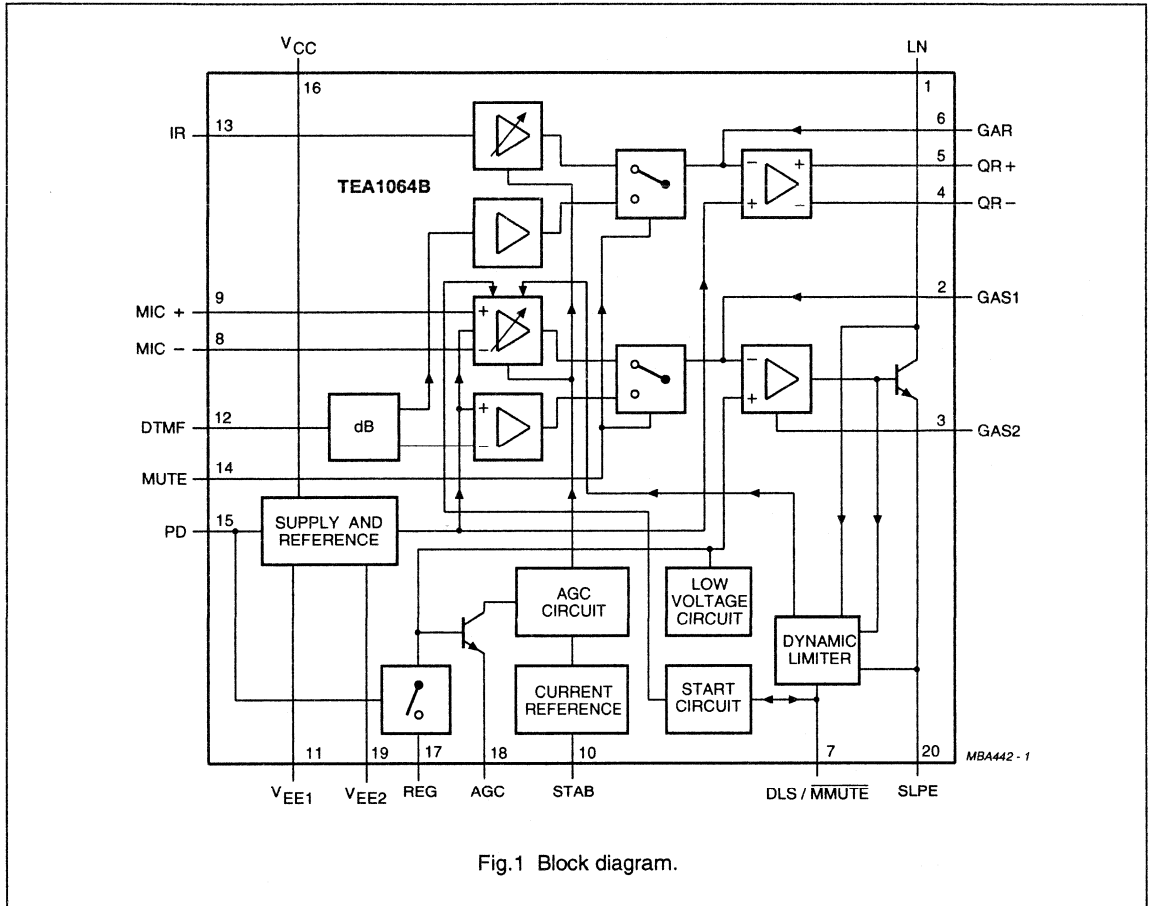 VCC
LN
16
1
IR
13
6
GAR
5
QR +
TEA1064B
4
QR −
− +
+ −
9
MIC +
2
GAS1
+
8
MIC −
−
−
+
12
DTMF
dB
+
−
3
GAS2
14
MUTE
15
PD
SUPPLY AND
REFERENCE
AGC
CIRCUIT
LOW
VOLTAGE
CIRCUIT
DYNAMIC
LIMITER
CURRENT
REFERENCE
START
CIRCUIT
11
19
17
18
10
7
20
MBA442 - 1
VEE1
VEE2
REG
AGC
STAB
DLS / MMUTE
SLPE
Fig.1 Block diagram.